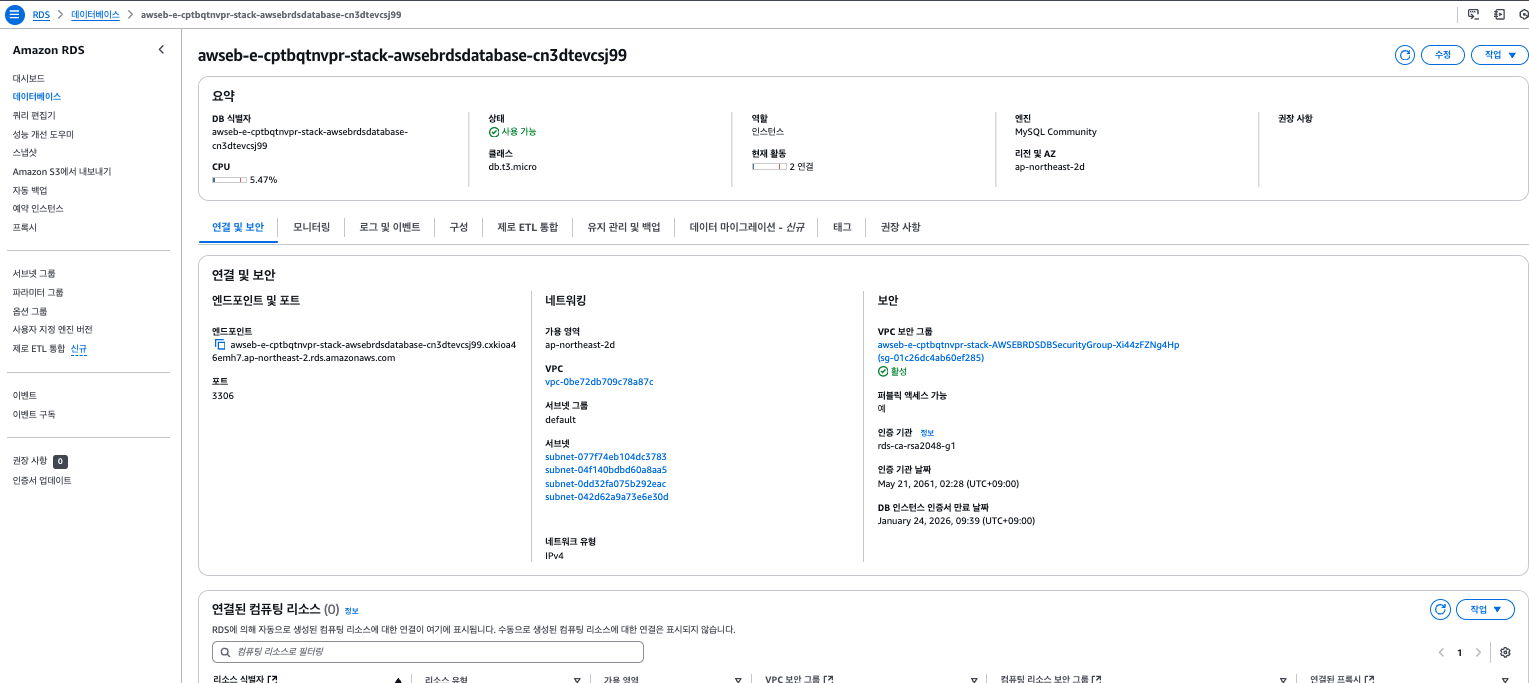 RDS > 데이터베이스 > awseb-e-cptbqtnvpr-stack-awsebrdsdatabase-cn3dtevcsj99
Amazon RDS
대시보드
데이터베이스
쿼리 편집기
성능 개선 도우미
스냅샷
Amazon S3에서 내보내기
자동 백업
예약 인스턴스
프록시
서브넷 그룹
파라미터 그룹
옵션 그룹
사용자 지정 엔진 버전
제로 ETL 통합 신규
이벤트
이벤트 구독
권장 사항 0
인증서 업데이트
awseb-e-cptbqtnvpr-stack-awsebrdsdatabase-cn3dtevcsj99
수정
작업
요약
DB 식별자
awseb-e-cptbqtnvpr-stack-awsebrdsdatabase-
cn3dtevcsj99
CPU
5.47%
상태
사용 가능
클래스
db.t3.micro
역할
인스턴스
현재 활동
2 연결
엔진
MySQL Community
리전 및 AZ
ap-northeast-2d
권장 사항
연결 및 보안
모니터링
로그 및 이벤트
구성
제로 ETL 통합
유지 관리 및 백업
데이터 마이그레이션 - 신규
태그
권장 사항
연결 및 보안
엔드포인트 및 포트
엔드포인트
awseb-e-cptbqtnvpr-stack-awsebrdsdatabase-cn3dtevcsj99.cxkioa4
6emh7.ap-northeast-2.rds.amazonaws.com
포트
3306
네트워킹
가용 영역
ap-northeast-2d
VPC
vpc-0be72db709c78a87c
서브넷 그룹
default
서브넷
subnet-077f74eb104dc3783
subnet-04f140bdbd60a8aa5
subnet-0dd32fa075b292eac
subnet-042d62a9a73e6e30d
네트워크 유형
IPv4
보안
VPC 보안 그룹
awseb-e-cptbqtnvpr-stack-AWSEBRDSDBSecurityGroup-Xi44zFZNg4Hp
(sg-01c26dc4ab60ef285)
활성
퍼블릭 액세스 가능
예
인증 기관 정보
rds-ca-rsa2048-g1
인증 기관 날짜
May 21, 2061, 02:28 (UTC+09:00)
DB 인스턴스 인증서 만료 날짜
January 24, 2026, 09:39 (UTC+09:00)
연결된 컴퓨팅 리소스 (0) 정보
작업
RDS에 의해 자동으로 생성된 컴퓨팅 리소스에 대한 연결이 여기에 표시됩니다. 수동으로 생성된 컴퓨팅 리소스에 대한 연결은 표시되지 않습니다.
컴퓨팅 리소스로 필터링
1
리소스 식별자
리소스 유형
가용 영역
VPC 보안 그룹
컴퓨팅 리소스 보안 그룹
연결된 프록시